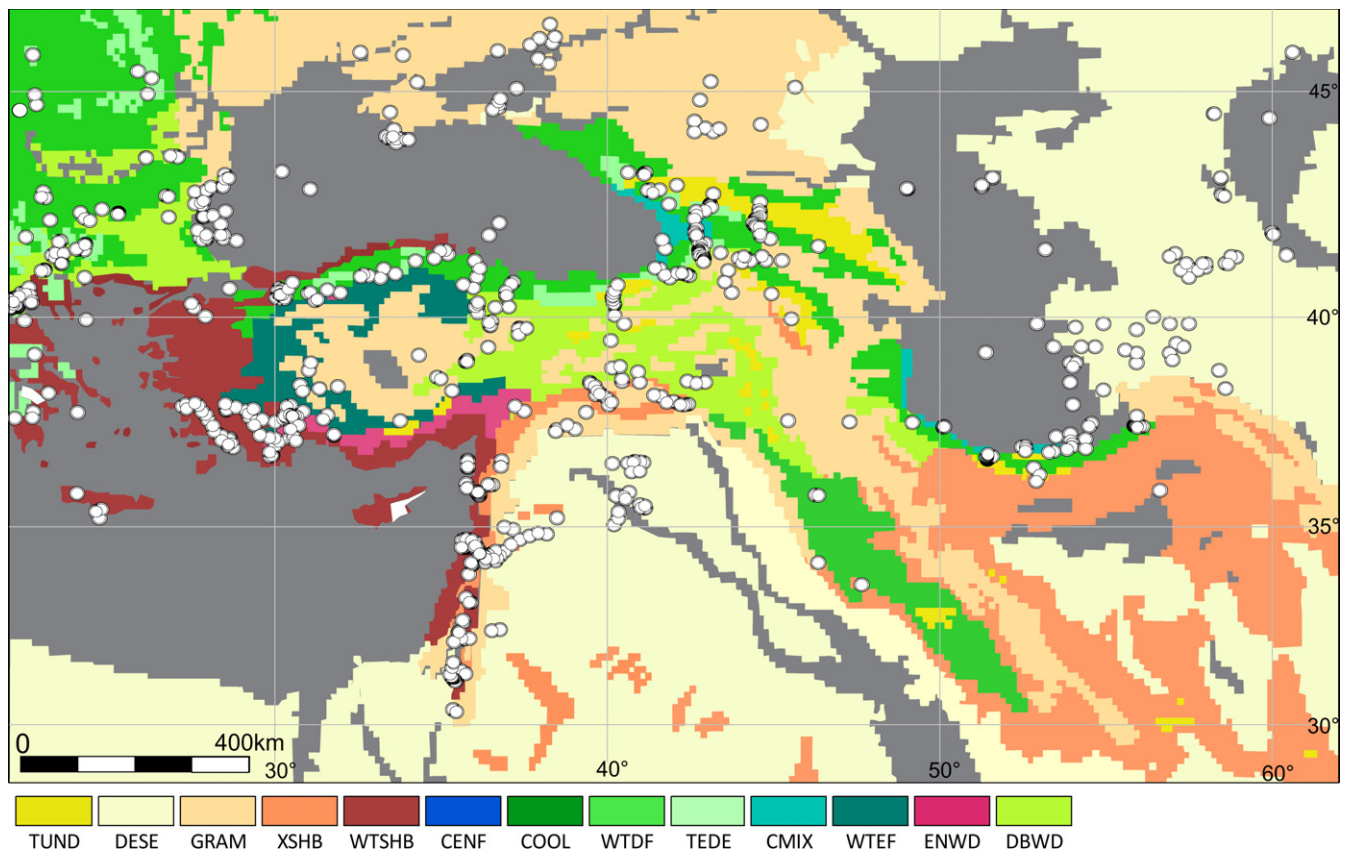 45°
40°
35°
30°
0 400km
30° 40° 50° 60°
TUND DESE GRAM XSHB WTSHB CENF COOL WTDF TEDE CMIX WTEF ENWD DBWD